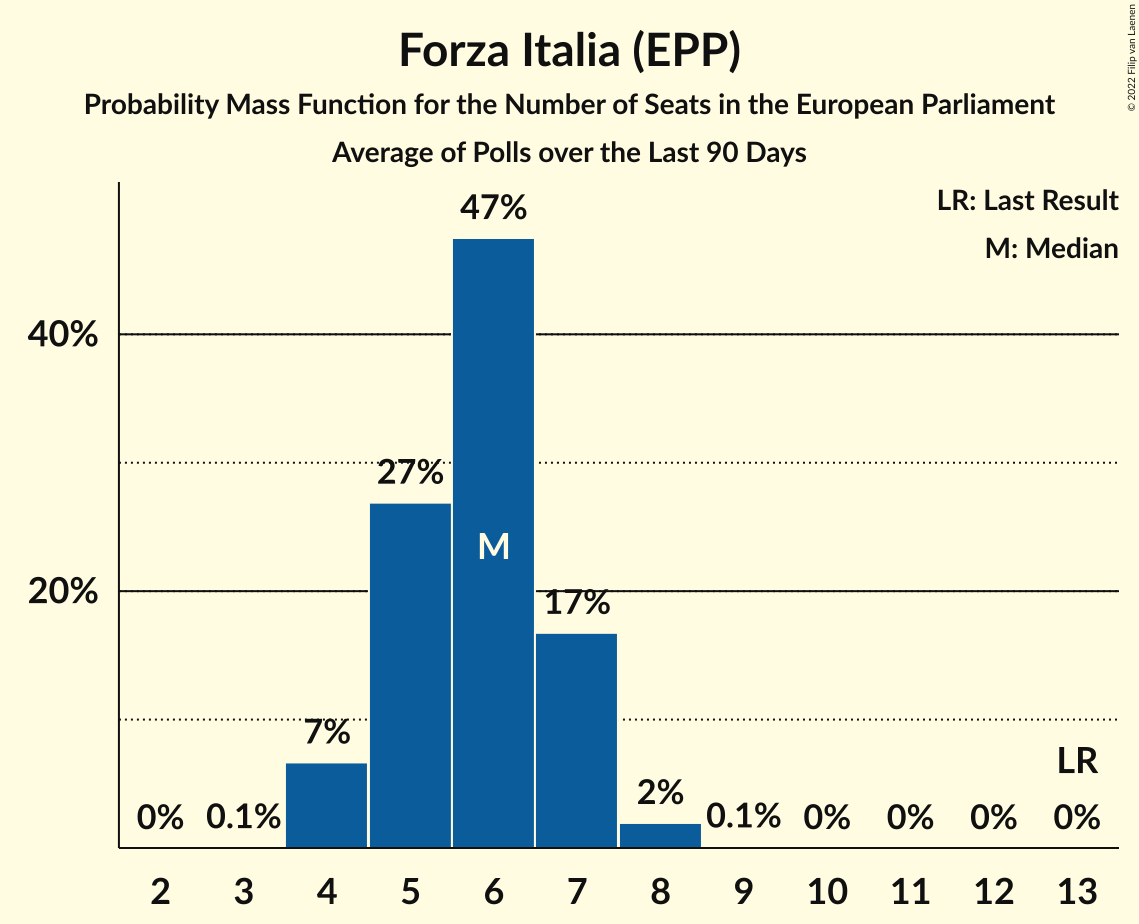 Forza Italia (EPP)
Probability Mass Function for the Number of Seats in the European Parliament
Average of Polls over the Last 90 Days
© 2022 Filip van Laenen
LR: Last Result
M: Median
47%
40%
27%
M
20%
17%
7%
LR
2%
0% 0.1% 0.1% 0% 0% 0% 0%
2 3 4 5 6 7 8 9 10 11 12 13